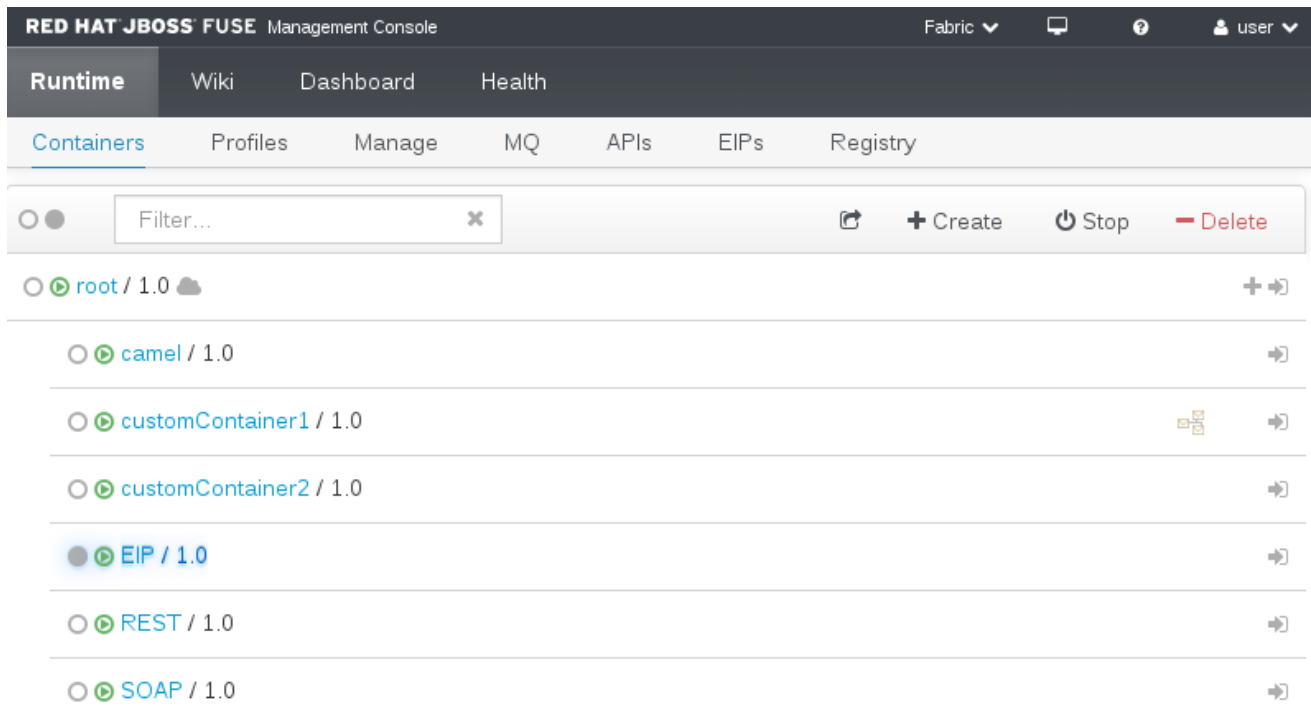 RED HAT JBOSS FUSE Management Console Fabric user
Runtime Wiki Dashboard Health
Containers Profiles Manage MQ APIs EIPs Registry
Filter... Create Stop Delete
root / 1.0
camel / 1.0
customContainer1 / 1.0
customContainer2 / 1.0
EIP / 1.0
REST / 1.0
SOAP / 1.0